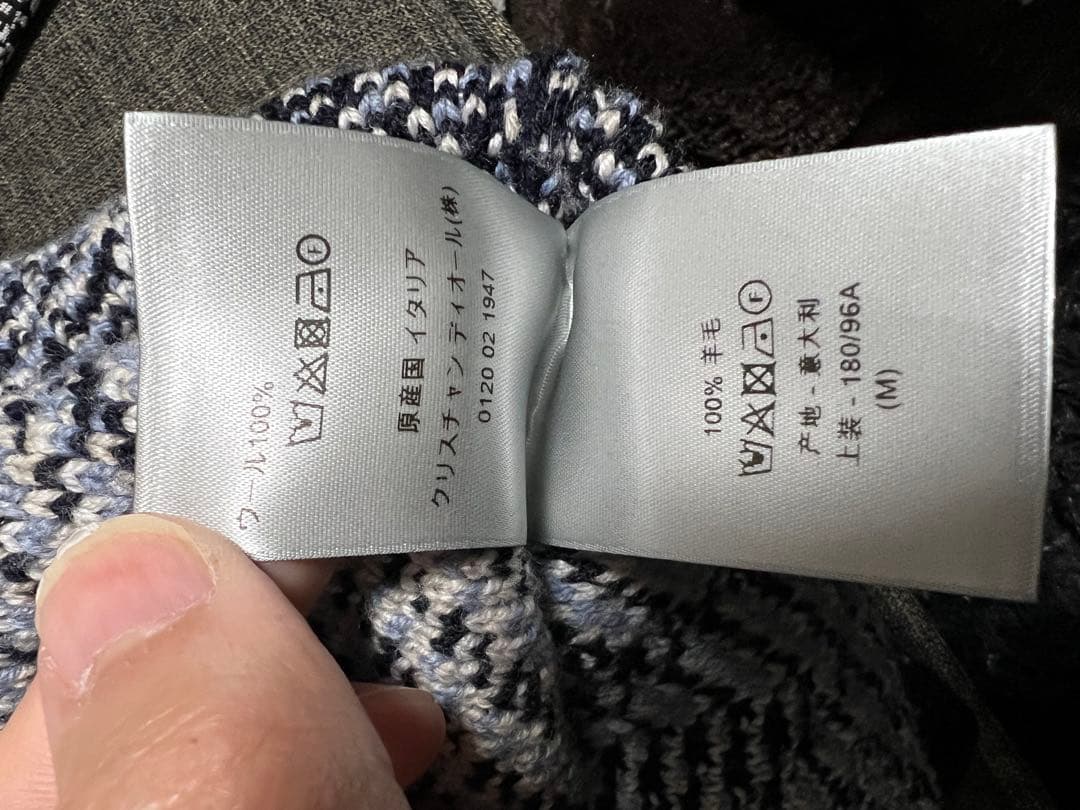 ウール100%
原産国 イタリア
クリスチャン ディオール(株)
0120 02 1947
100% 羊毛
产地 - 意大利
上装 - 180/96A
(M)